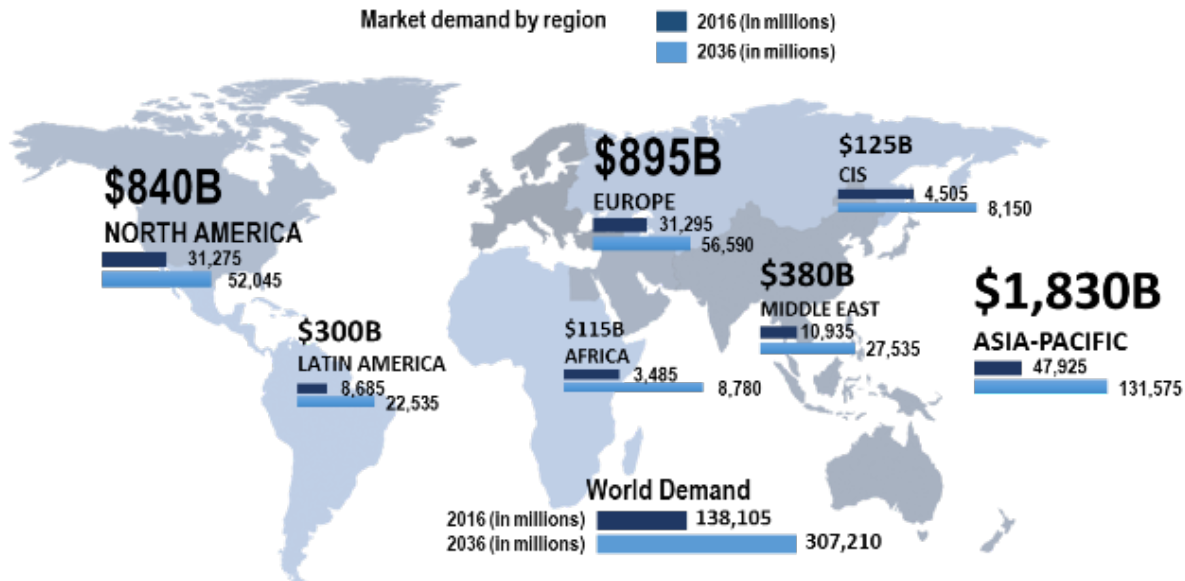 Market demand by region
2016 (in millions)
2036 (in millions)
$840B
NORTH AMERICA
31,275
52,045
$895B
EUROPE
31,295
56,590
$125B
CIS
4,505
8,150
$300B
LATIN AMERICA
8,685
22,535
$115B
AFRICA
3,485
8,780
$380B
MIDDLE EAST
10,935
27,535
$1,830B
ASIA-PACIFIC
47,925
131,575
World Demand
2016 (in millions) 138,105
2036 (in millions) 307,210